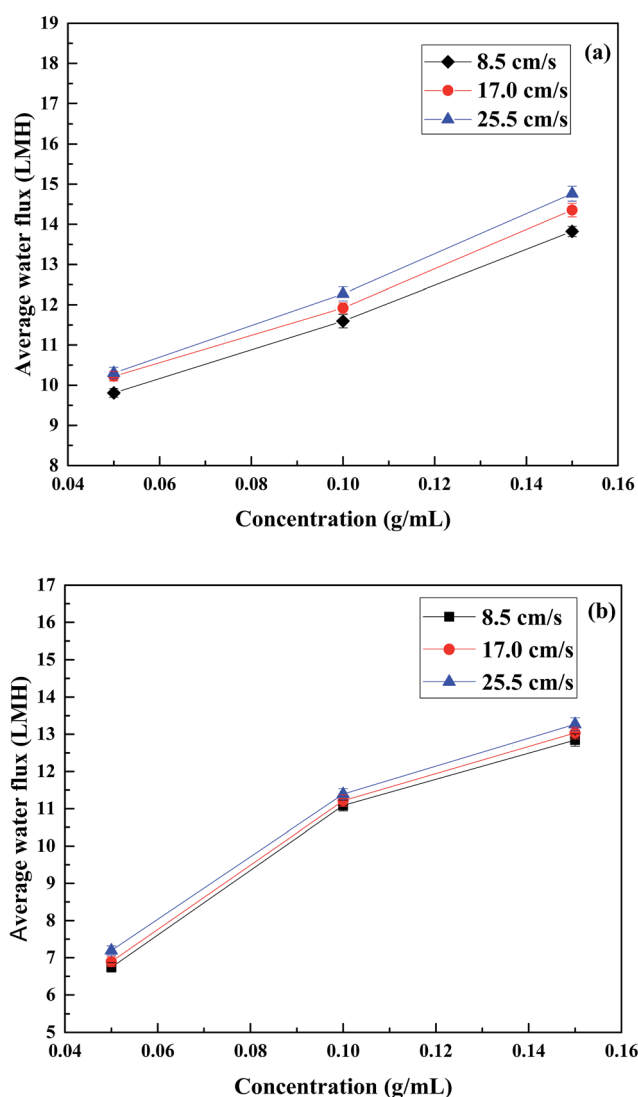 19
18
17
16
15
14
13
12
11
10
9
8
Average water flux (LMH)
(a)
8.5 cm/s
17.0 cm/s
25.5 cm/s
0.04 0.06 0.08 0.10 0.12 0.14 0.16
Concentration (g/mL)
17
16
15
14
13
12
11
10
9
8
7
6
5
Average water flux (LMH)
(b)
8.5 cm/s
17.0 cm/s
25.5 cm/s
0.04 0.06 0.08 0.10 0.12 0.14 0.16
Concentration (g/mL)